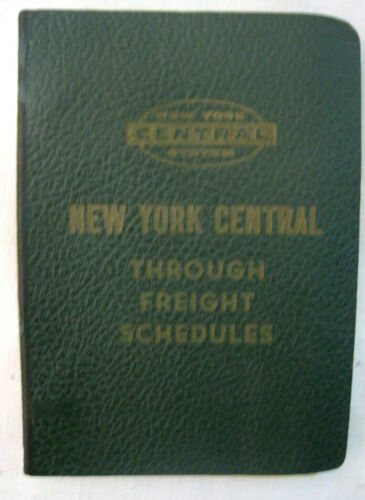 NEW YORK
CENTRAL
SYSTEM
NEW YORK CENTRAL
THROUGH
FREIGHT
SCHEDULES